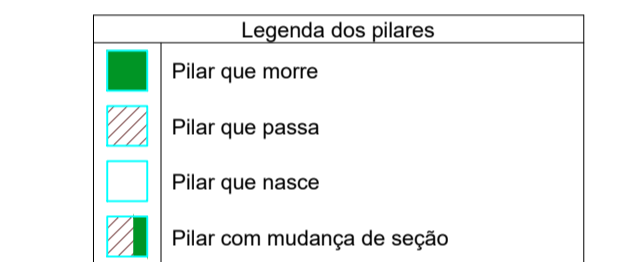 Legenda dos pilares
Pilar que morre
Pilar que passa
Pilar que nasce
Pilar com mudança de seção